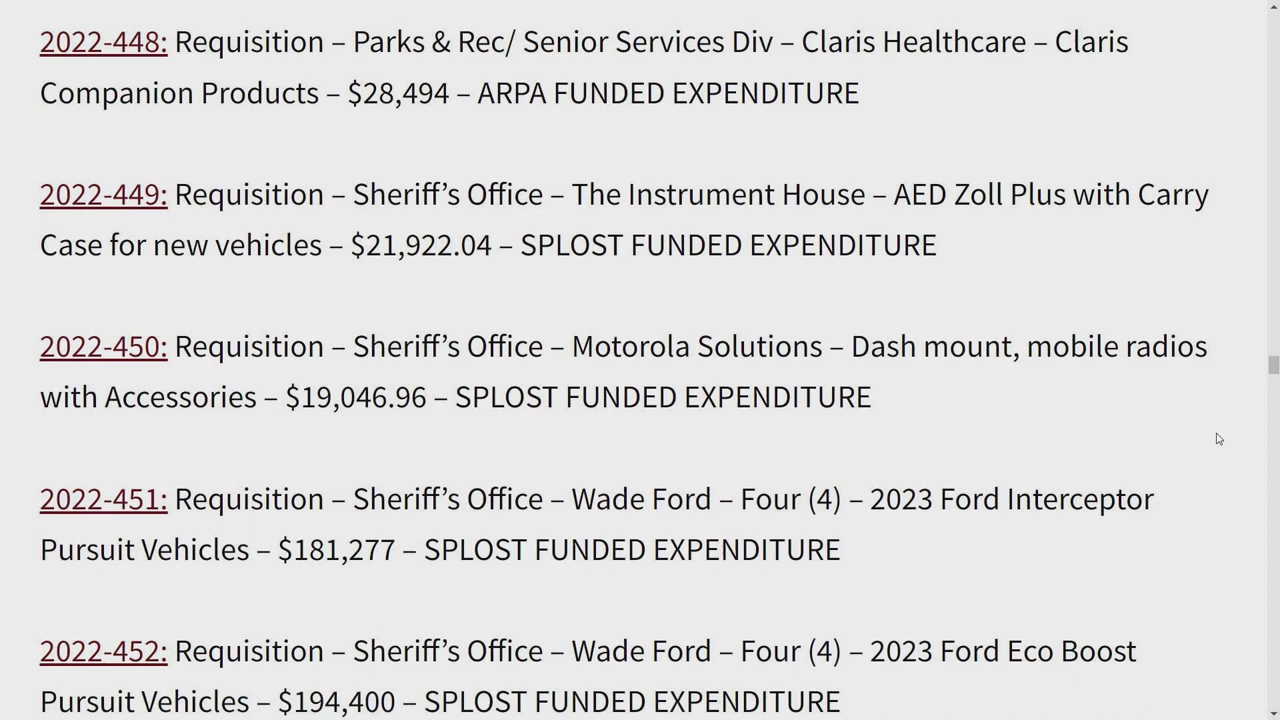 2022-448: Requisition – Parks & Rec/ Senior Services Div – Claris Healthcare – Claris
Companion Products – $28,494 – ARPA FUNDED EXPENDITURE
2022-449: Requisition – Sheriff’s Office – The Instrument House – AED Zoll Plus with Carry
Case for new vehicles – $21,922.04 – SPLOST FUNDED EXPENDITURE
2022-450: Requisition – Sheriff’s Office – Motorola Solutions – Dash mount, mobile radios
with Accessories – $19,046.96 – SPLOST FUNDED EXPENDITURE
2022-451: Requisition – Sheriff’s Office – Wade Ford – Four (4) – 2023 Ford Interceptor
Pursuit Vehicles – $181,277 – SPLOST FUNDED EXPENDITURE
2022-452: Requisition – Sheriff’s Office – Wade Ford – Four (4) – 2023 Ford Eco Boost
Pursuit Vehicles – $194,400 – SPLOST FUNDED EXPENDITURE